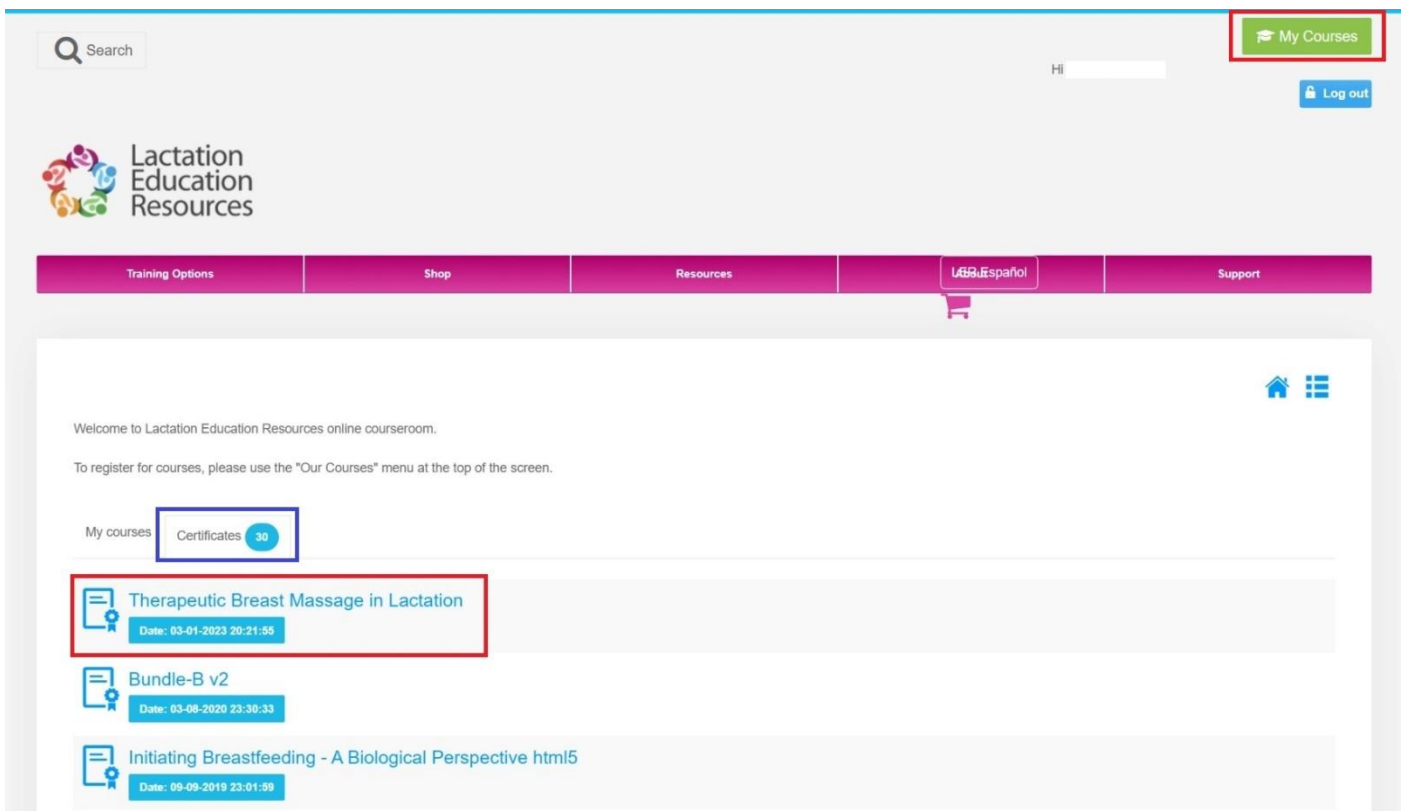 Search
My Courses
Hi
Log out
Lactation
Education
Resources
Training Options
Shop
Resources
About
LER Español
Support
Welcome to Lactation Education Resources online courseroom.
To register for courses, please use the "Our Courses" menu at the top of the screen.
My courses
Certificates 30
Therapeutic Breast Massage in Lactation
Date: 03-01-2023 20:21:55
Bundle-B v2
Date: 03-08-2020 23:30:33
Initiating Breastfeeding - A Biological Perspective html5
Date: 09-09-2019 23:01:59